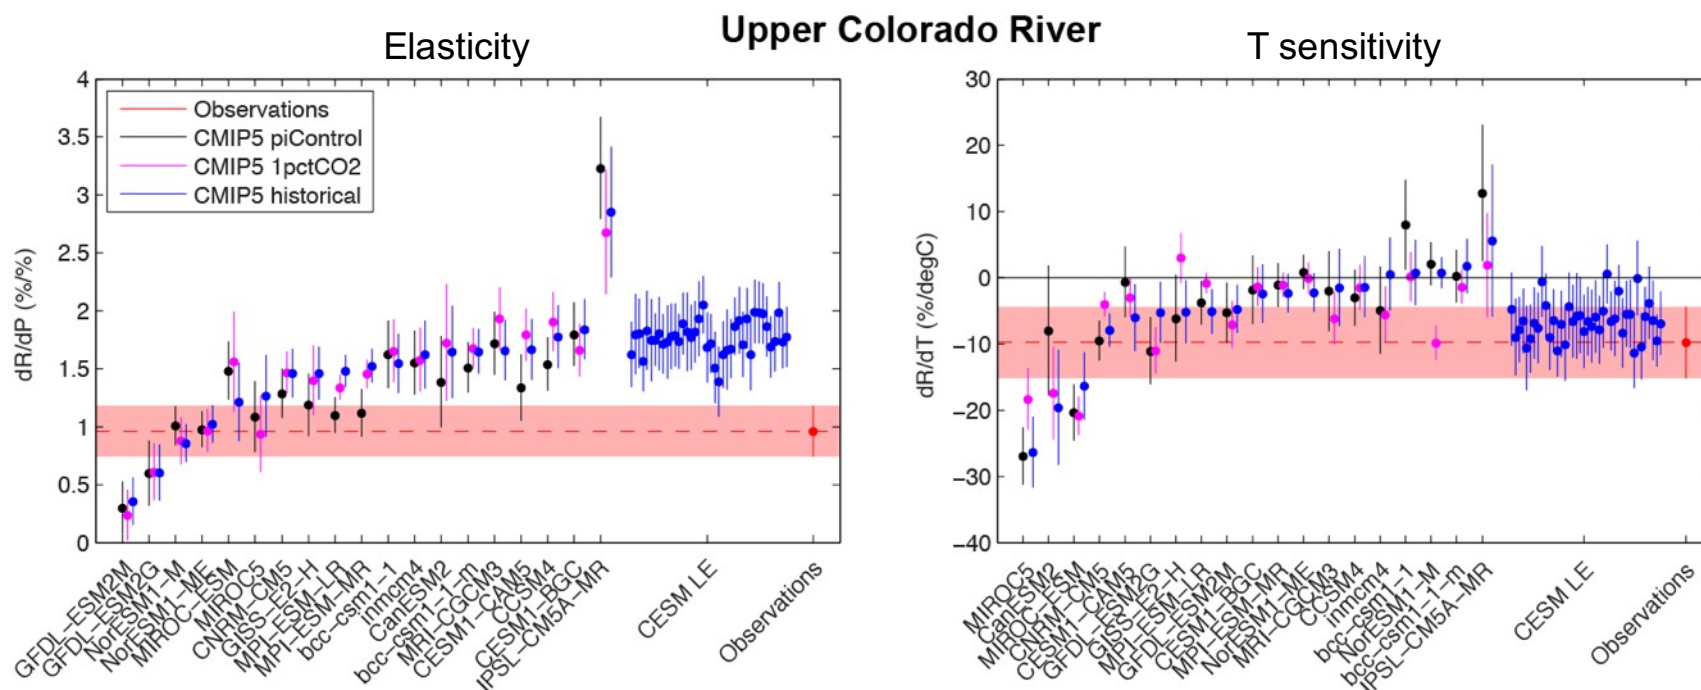 Upper Colorado River
Elasticity
T sensitivity
4
3.5
3
2.5
2
1.5
1
0.5
0
dR/dP (%/%)
Observations
CMIP5 piControl
CMIP5 1pctCO2
CMIP5 historical
GFDL-ESM2M
GFDL-ESM2G
NorESM1-M
NorESM1-ME
MIROC-ESM
MIROC5
CNRM-CM5
GISS-E2-H
MPI-ESM-LR
MPI-ESM-MR
bcc-csm1-1
inmcm4
CanESM2
bcc-csm1-1-m
MRI-CGCM3
CESM1-CAM5
CCSM4
CESM1-BGC
IPSL-CM5A-MR
CESM LE
Observations
30
20
10
0
-10
-20
-30
-40
dR/dT (%/degC)
MIROC5
CanESM2
MIROC-ESM
CNRM-CM5
CESM1-CAM5
GFDL-ESM2G
GISS-E2-H
MPI-ESM-LR
GFDL-ESM2M
CESM1-BGC
MPI-ESM-MR
NorESM1-ME
MRI-CGCM3
CCSM4
inmcm4
bcc-csm1-1
NorESM1-M
bcc-csm1-1-m
IPSL-CM5A-MR
CESM LE
Observations